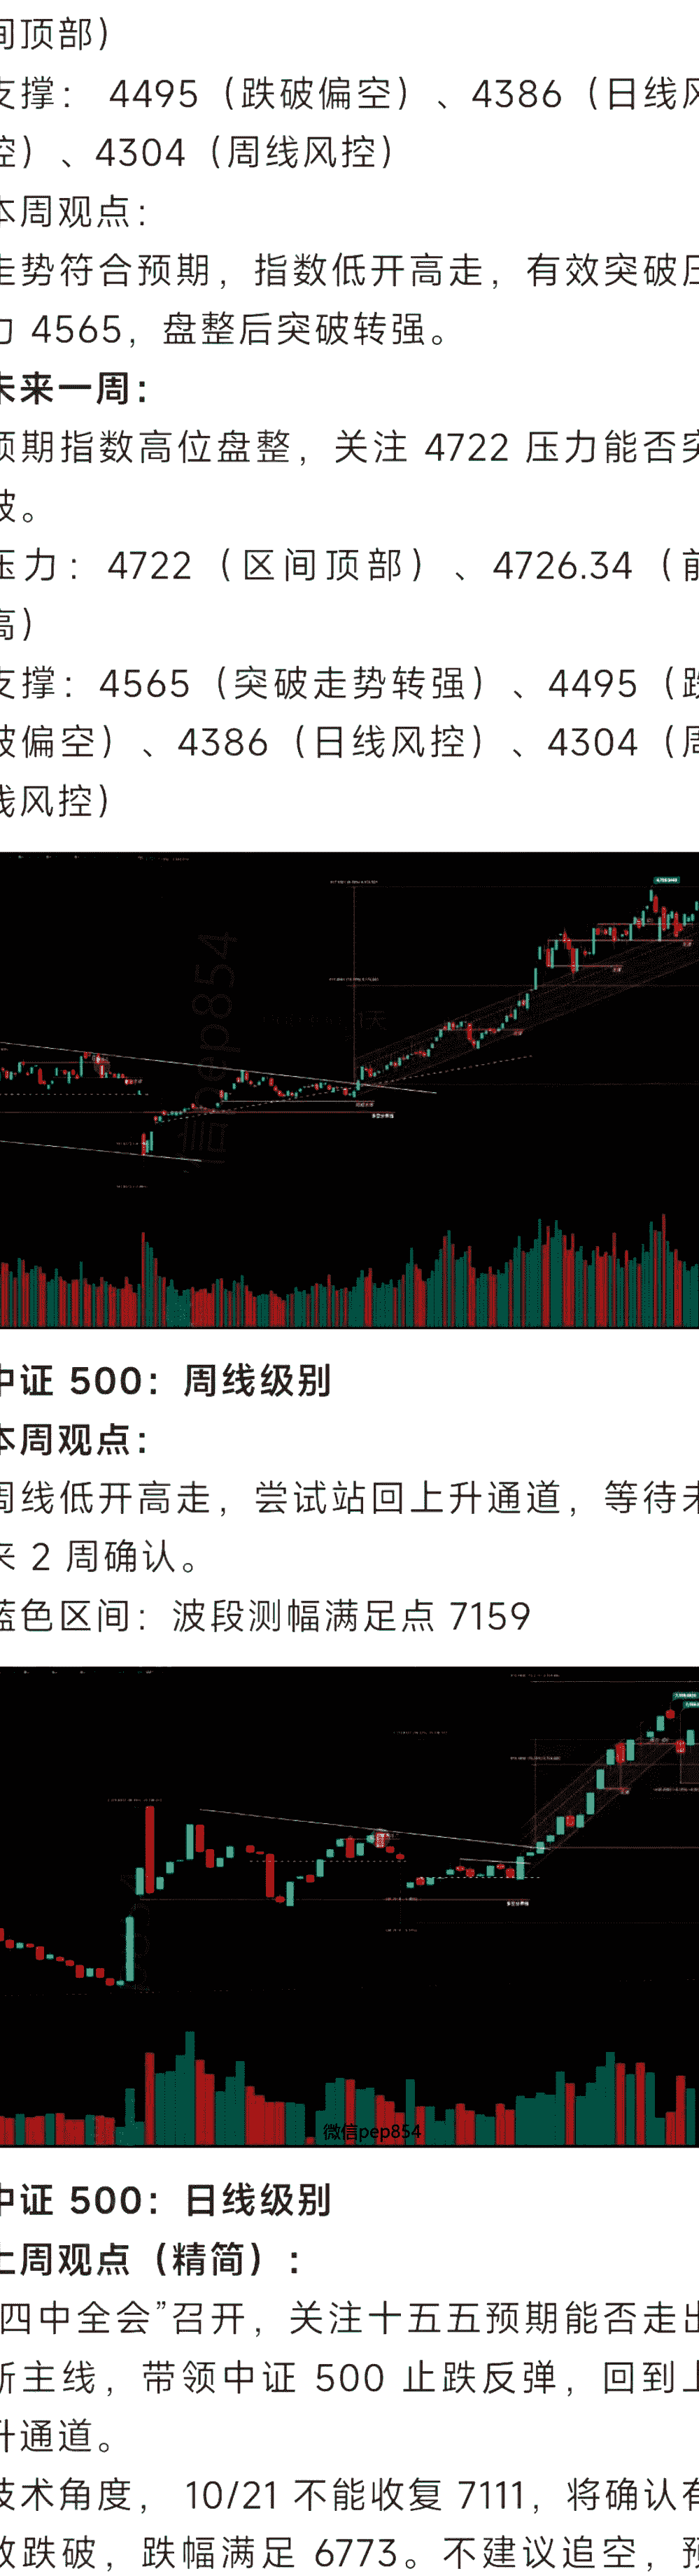 间顶部）
支撑： 4495（跌破偏空）、4386（日线风
控）、4304（周线风控）
本周观点：
走势符合预期，指数低开高走，有效突破压
力 4565，盘整后突破转强。
未来一周：
预期指数高位盘整，关注 4722 压力能否突
破。
压力：4722（区间顶部）、4726.34（前
高）
支撑：4565（突破走势转强）、4495（跌
破偏空）、4386（日线风控）、4304（周
线风控）
信pep854
中证 500：周线级别
本周观点：
周线低开高走，尝试站回上升通道，等待未
来 2 周确认。
蓝色区间：波段测幅满足点 7159
微信pep854
中证 500：日线级别
上周观点（精简）：
“四中全会”召开，关注十五五预期能否走出
新主线，带领中证 500 止跌反弹，回到上
升通道。
技术角度， 10/21 不能收复 7111，将确认有
效跌破，跌幅满足 6773。不建议追空，预